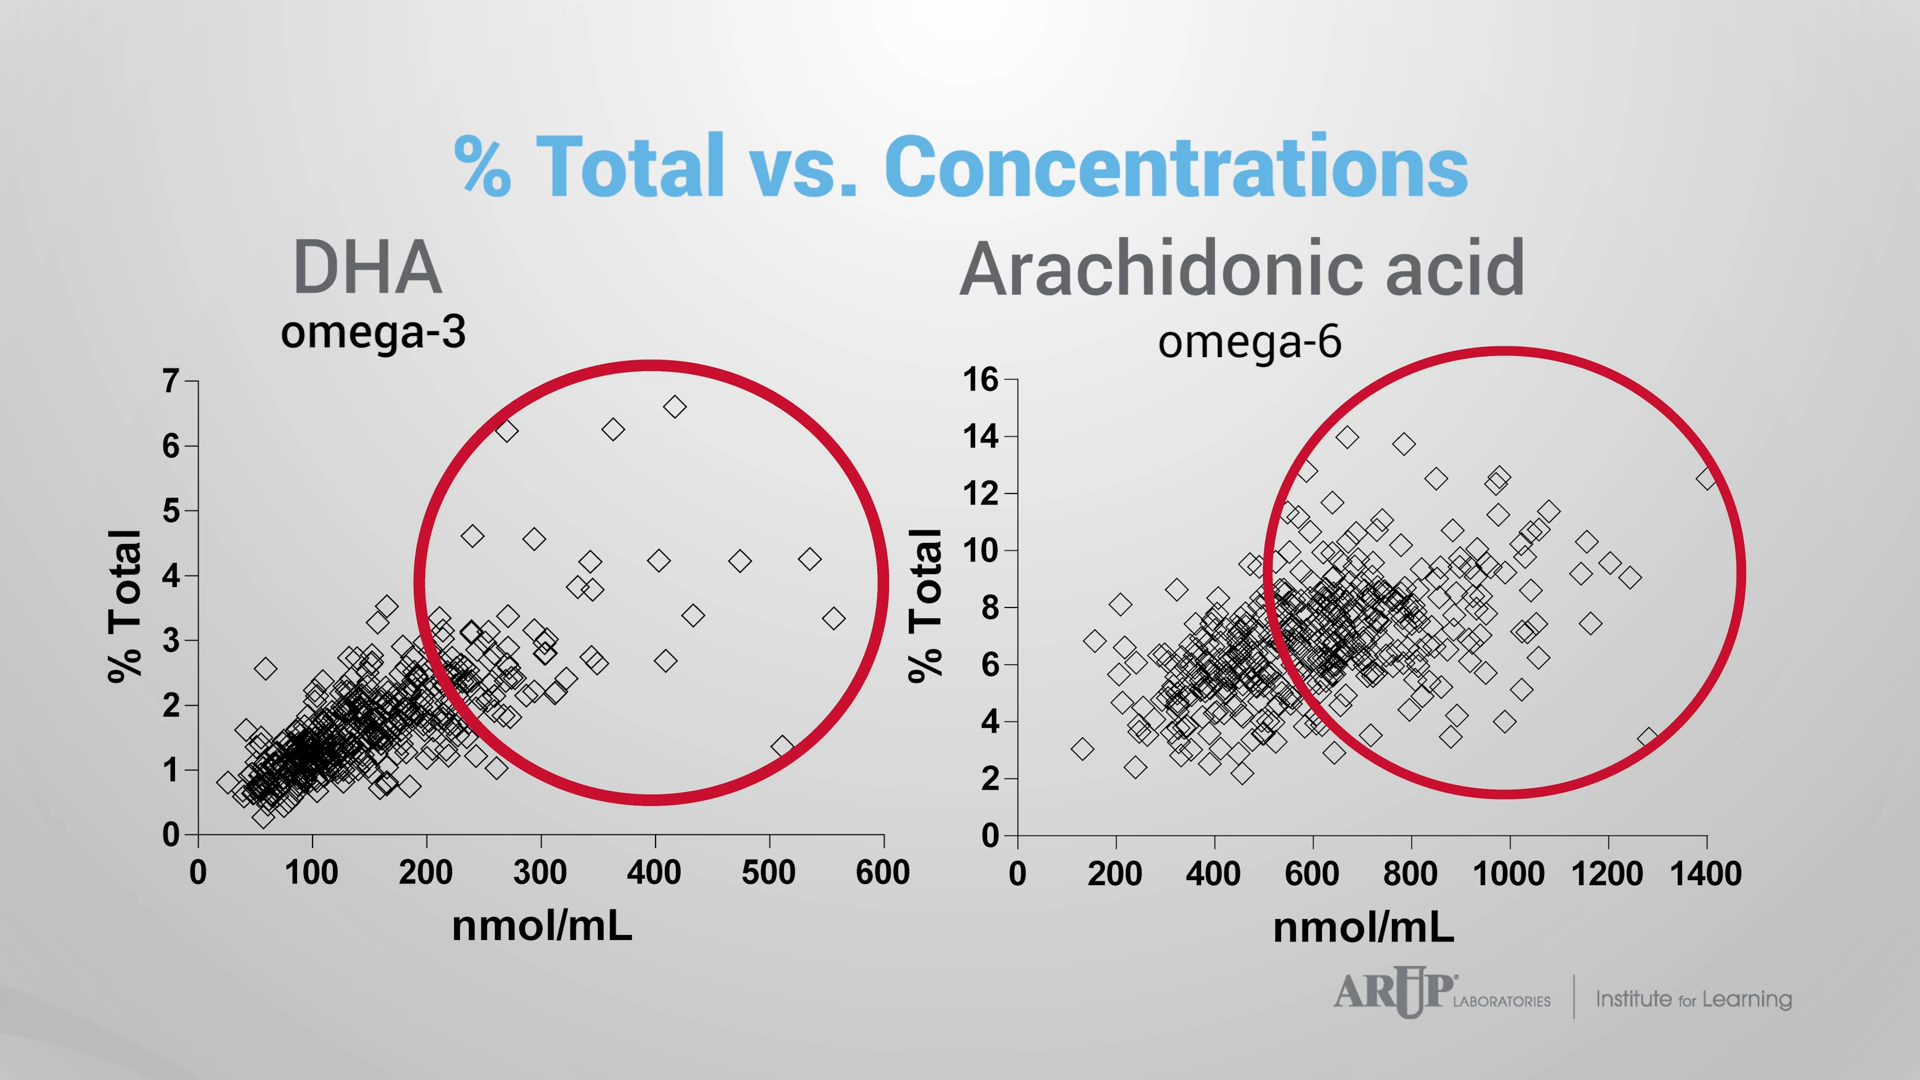 % Total vs. Concentrations
DHA
omega-3
7
6
5
4
3
2
1
0
% Total
0 100 200 300 400 500 600
nmol/mL
Arachidonic acid
omega-6
16
14
12
10
8
6
4
2
0
% Total
0 200 400 600 800 1000 1200 1400
nmol/mL
ARUP® LABORATORIES | Institute for Learning